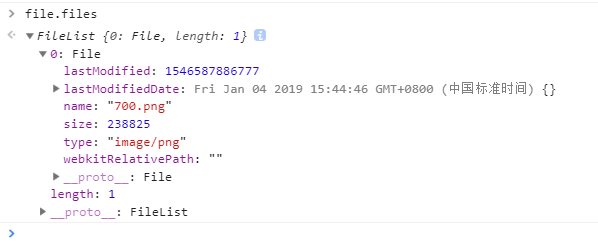 > file.files
FileList {0: File, length: 1} i
0: File
lastModified: 1546587886777
lastModifiedDate: Fri Jan 04 2019 15:44:46 GMT+0800 (中国标准时间) {}
name: "700.png"
size: 238825
type: "image/png"
webkitRelativePath: ""
__proto__: File
length: 1
__proto__: FileList
>